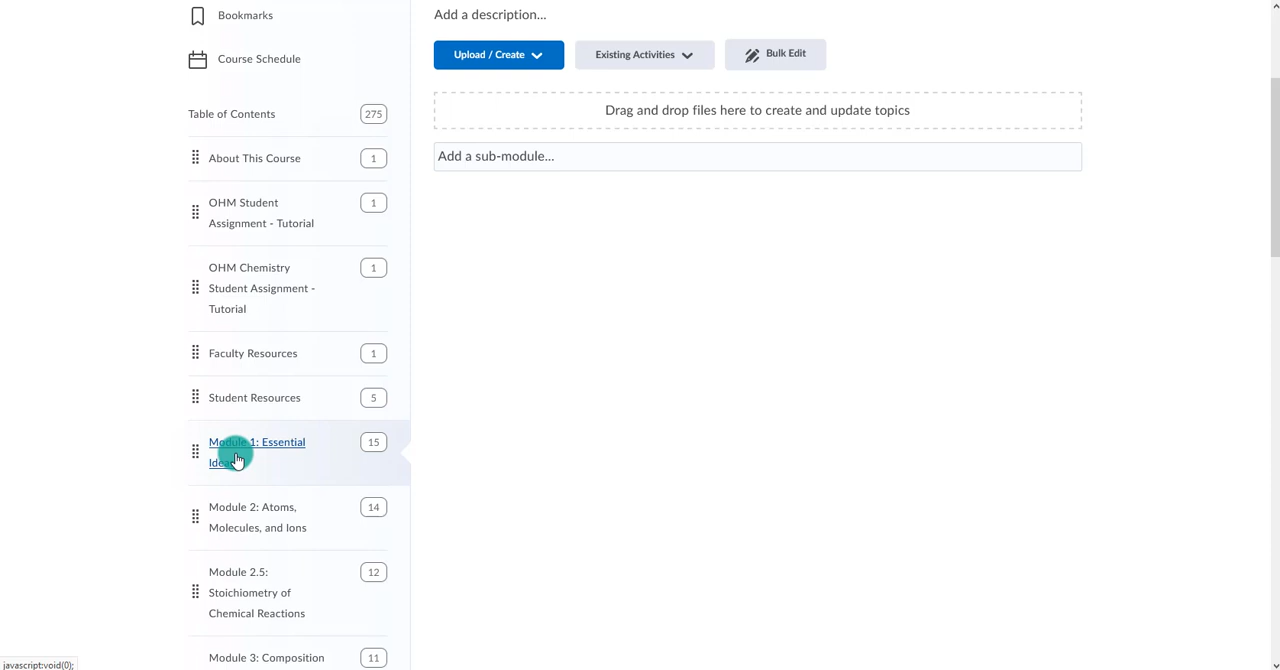 Bookmarks
Course Schedule
Table of Contents 275
About This Course 1
OHM Student 1
Assignment - Tutorial
OHM Chemistry 1
Student Assignment -
Tutorial
Faculty Resources 1
Student Resources 5
Module 1: Essential 15
Ideas
Module 2: Atoms, 14
Molecules, and Ions
Module 2.5: 12
Stoichiometry of
Chemical Reactions
Module 3: Composition 11
Add a description...
Upload / Create
Existing Activities
Bulk Edit
Drag and drop files here to create and update topics
Add a sub-module...
javascript:void(0);